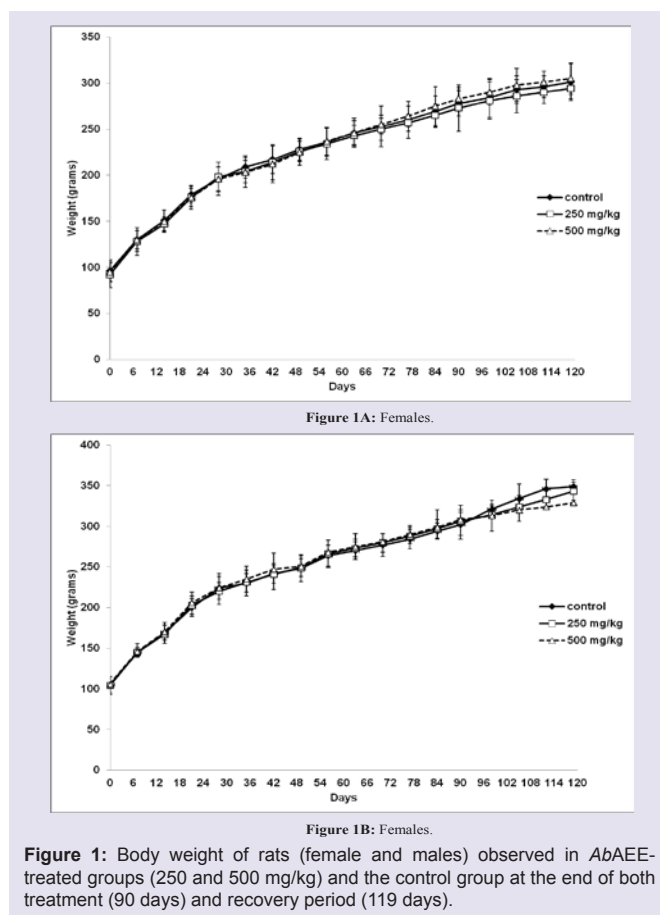 350
300
250
200
150
100
50
0
Weight (grams)
control
250 mg/kg
500 mg/kg
0 6 12 18 24 30 36 42 48 54 60 66 72 78 84 90 96 102 108 114 120
Days
Figure 1A: Females.
400
350
300
250
200
150
100
50
0
Weight (grams)
control
250 mg/kg
500 mg/kg
0 6 12 18 24 30 36 42 48 54 60 66 72 78 84 90 96 102 108 114 120
Days
Figure 1B: Females.
Figure 1: Body weight of rats (female and males) observed in AbAEE-
treated groups (250 and 500 mg/kg) and the control group at the end of both
treatment (90 days) and recovery period (119 days).